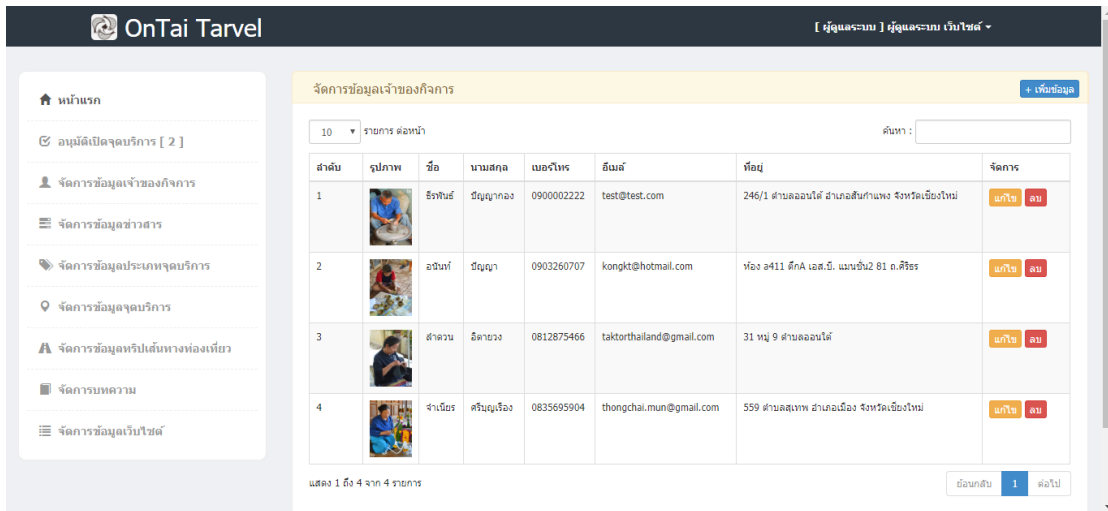 OnTai Tarvel
[ ผู้ดูแลระบบ ] ผู้ดูแลระบบ เว็บไซต์
หน้าแรก
อนุมัติเปิดจุดบริการ [ 2 ]
จัดการข้อมูลเจ้าของกิจการ
จัดการข้อมูลข่าวสาร
จัดการข้อมูลประเภทจุดบริการ
จัดการข้อมูลจุดบริการ
จัดการข้อมูลทริปเส้นทางท่องเที่ยว
จัดการบทความ
จัดการข้อมูลเว็บไซต์
จัดการข้อมูลเจ้าของกิจการ
+ เพิ่มข้อมูล
10 รายการ ต่อหน้า
ค้นหา :
ลำดับ รูปภาพ ชื่อ นามสกุล เบอร์โทร อีเมล์ ที่อยู่ จัดการ
1 ธีรพันธ์ ปัญญากอง 0900002222 test@test.com 246/1 ตำบลออนใต้ อำเภอสันกำแพง จังหวัดเชียงใหม่ แก้ไข ลบ
2 อนันท์ ปัญญา 0903260707 kongkt@hotmail.com ห้อง a411 ตึกA เอส.บี. แมนชั่น2 81 ถ.ศิริธร แก้ไข ลบ
3 ลำดวน อิตายวง 0812875466 taktorthailand@gmail.com 31 หมู่ 9 ตำบลออนใต้ แก้ไข ลบ
4 จำเนียร ศรีบุญเรือง 0835695904 thongchai.mun@gmail.com 559 ตำบลสุเทพ อำเภอเมือง จังหวัดเชียงใหม่ แก้ไข ลบ
แสดง 1 ถึง 4 จาก 4 รายการ
ย้อนกลับ 1 ต่อไป